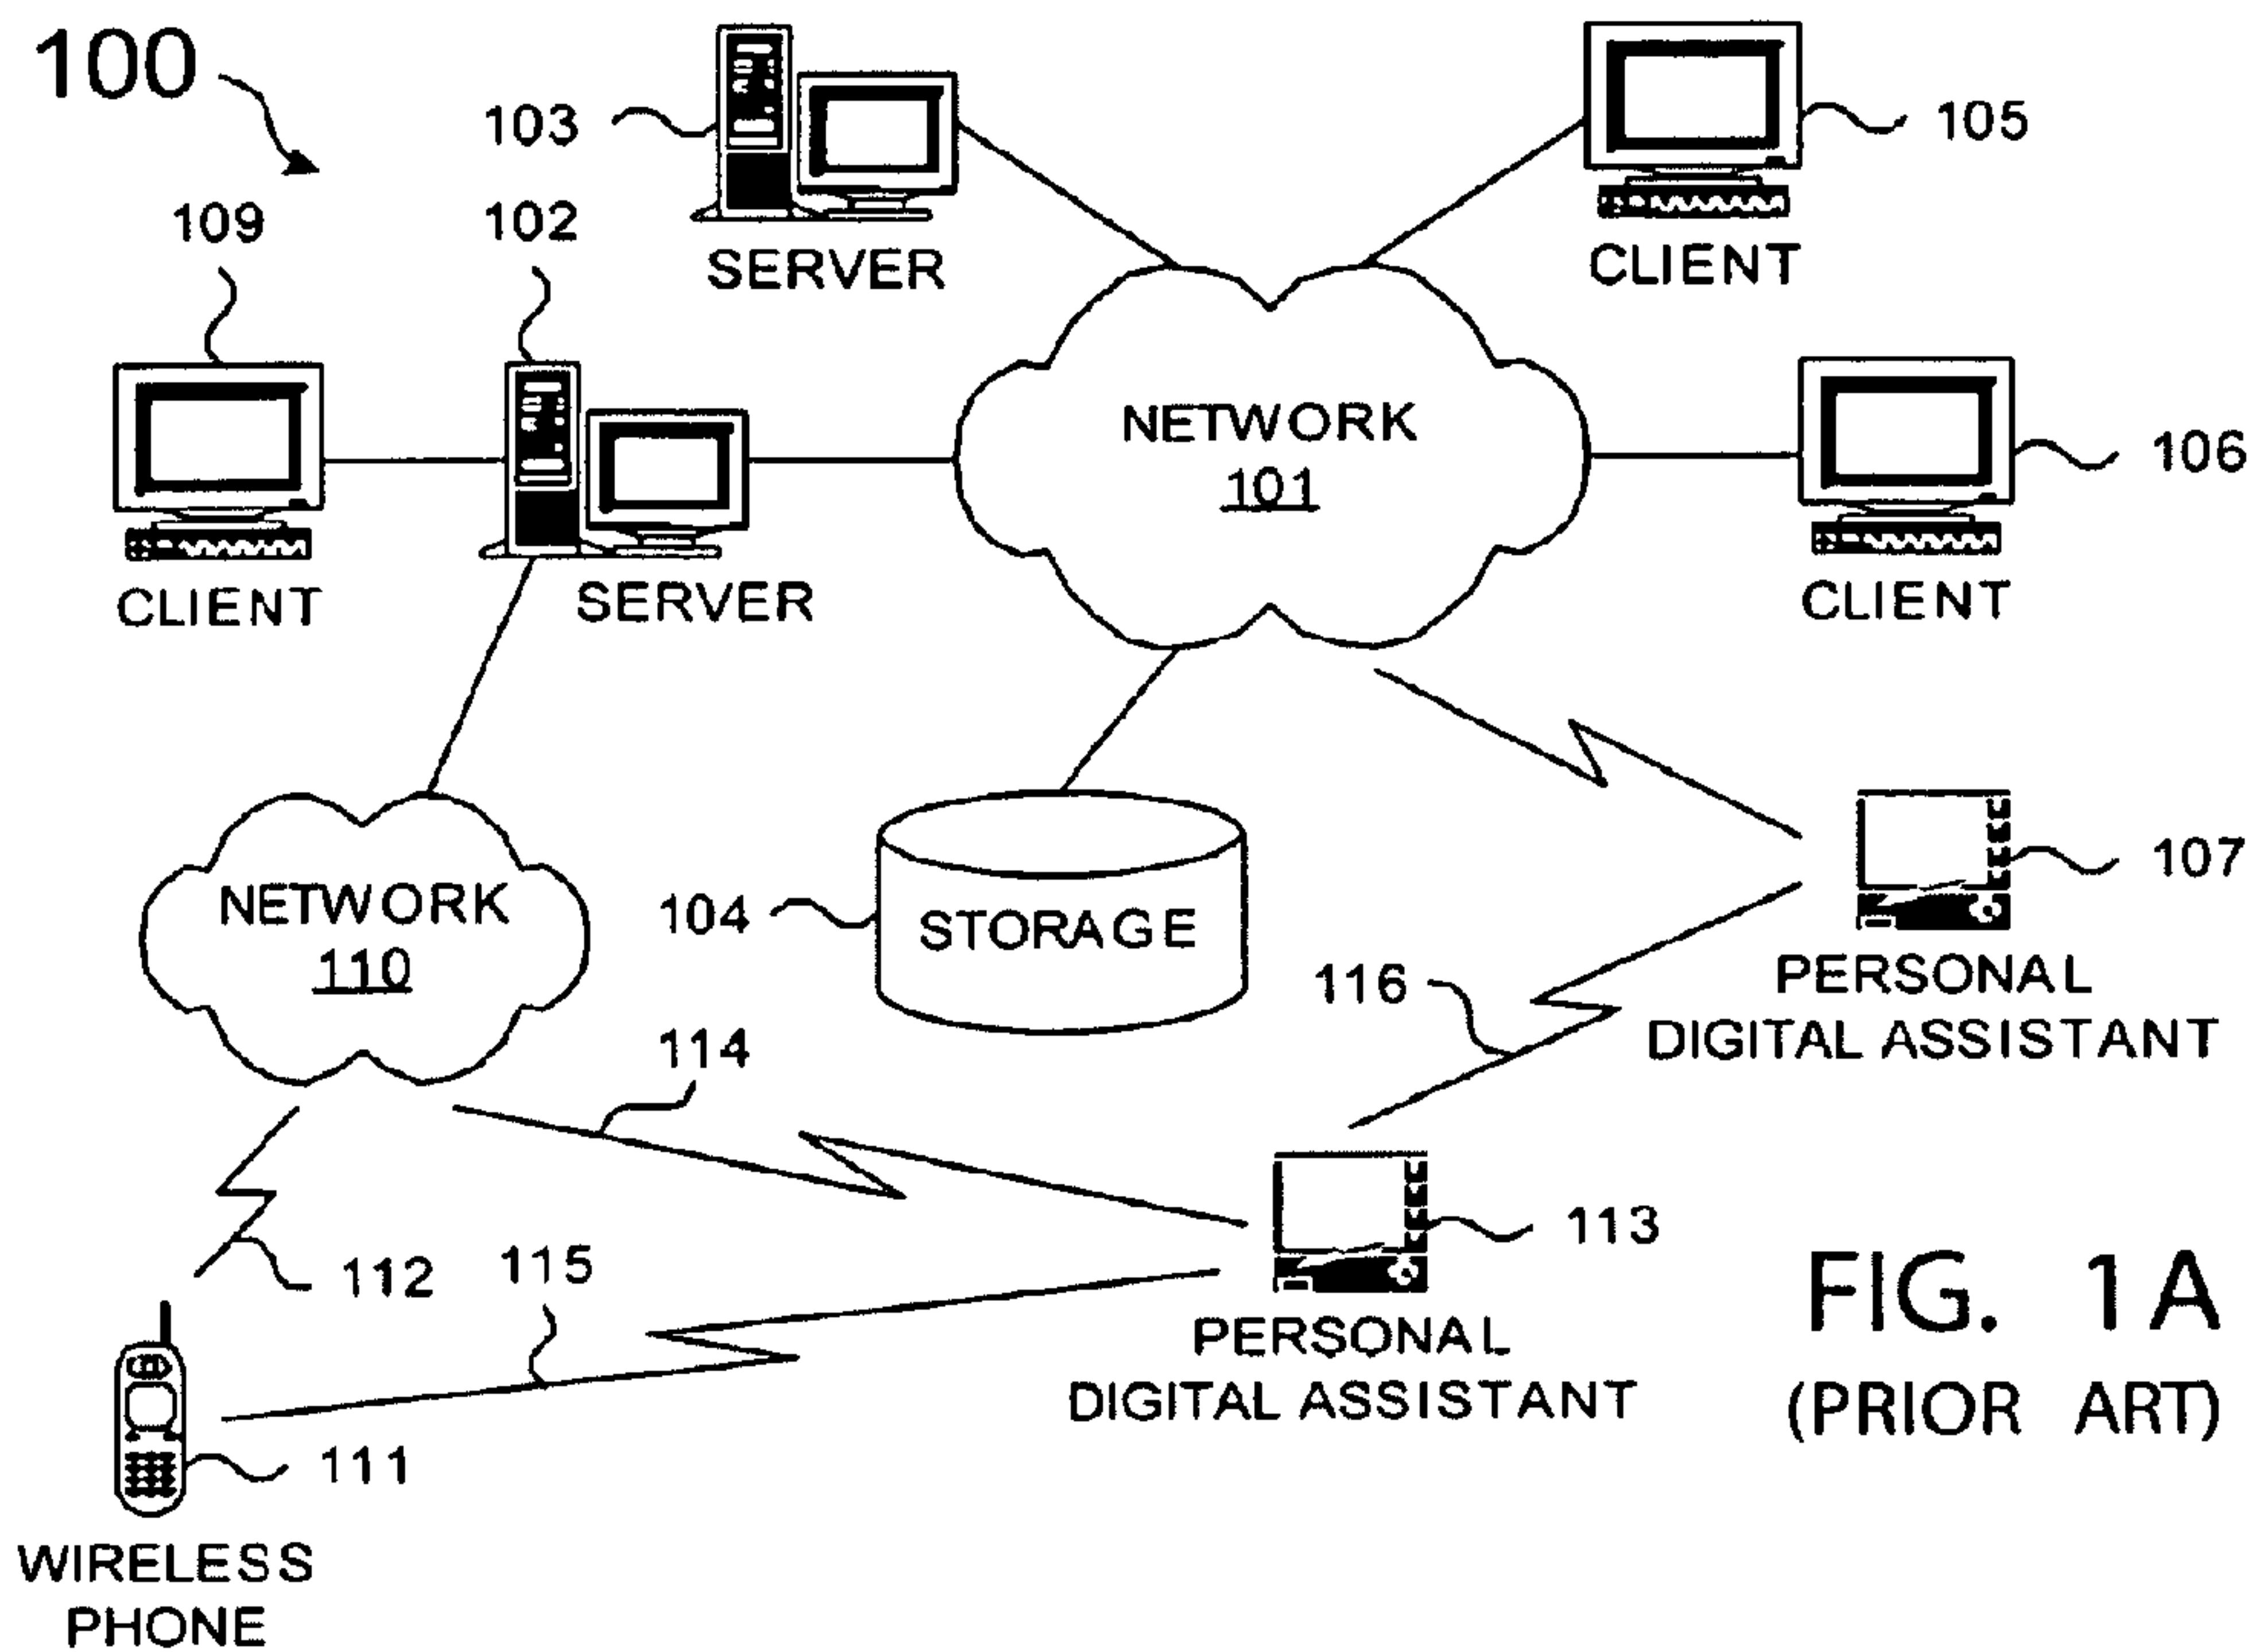 100
103
SERVER
105
CLIENT
109
CLIENT
102
SERVER
NETWORK
101
106
CLIENT
NETWORK
110
104
STORAGE
107
PERSONAL
DIGITAL ASSISTANT
116
114
112
115
113
PERSONAL
DIGITAL ASSISTANT
111
WIRELESS
PHONE
FIG. 1A
(PRIOR ART)